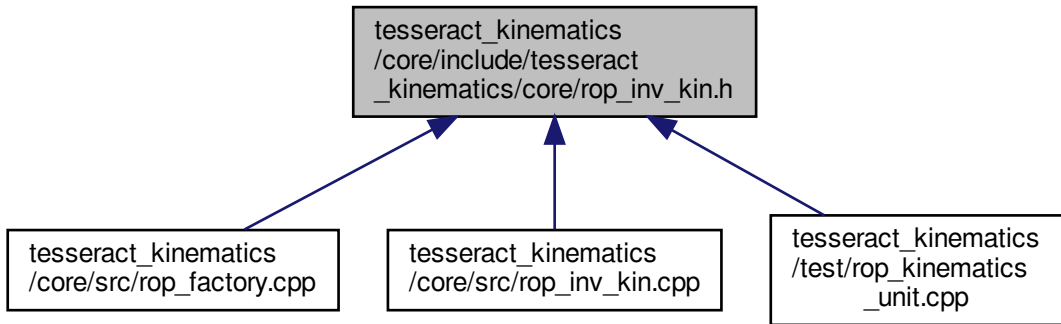 tesseract_kinematics
/core/include/tesseract
_kinematics/core/rop_inv_kin.h
tesseract_kinematics
/core/src/rop_factory.cpp
tesseract_kinematics
/core/src/rop_inv_kin.cpp
tesseract_kinematics
/test/rop_kinematics
_unit.cpp